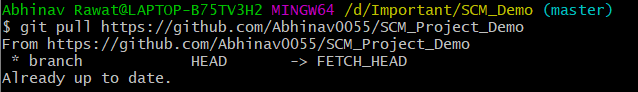 Abhinav Rawat@LAPTOP-B75TV3H2 MINGW64 /d/Important/SCM_Demo (master)
$ git pull https://github.com/Abhinav0055/SCM_Project_Demo
From https://github.com/Abhinav0055/SCM_Project_Demo
 * branch            HEAD       -> FETCH_HEAD
Already up to date.